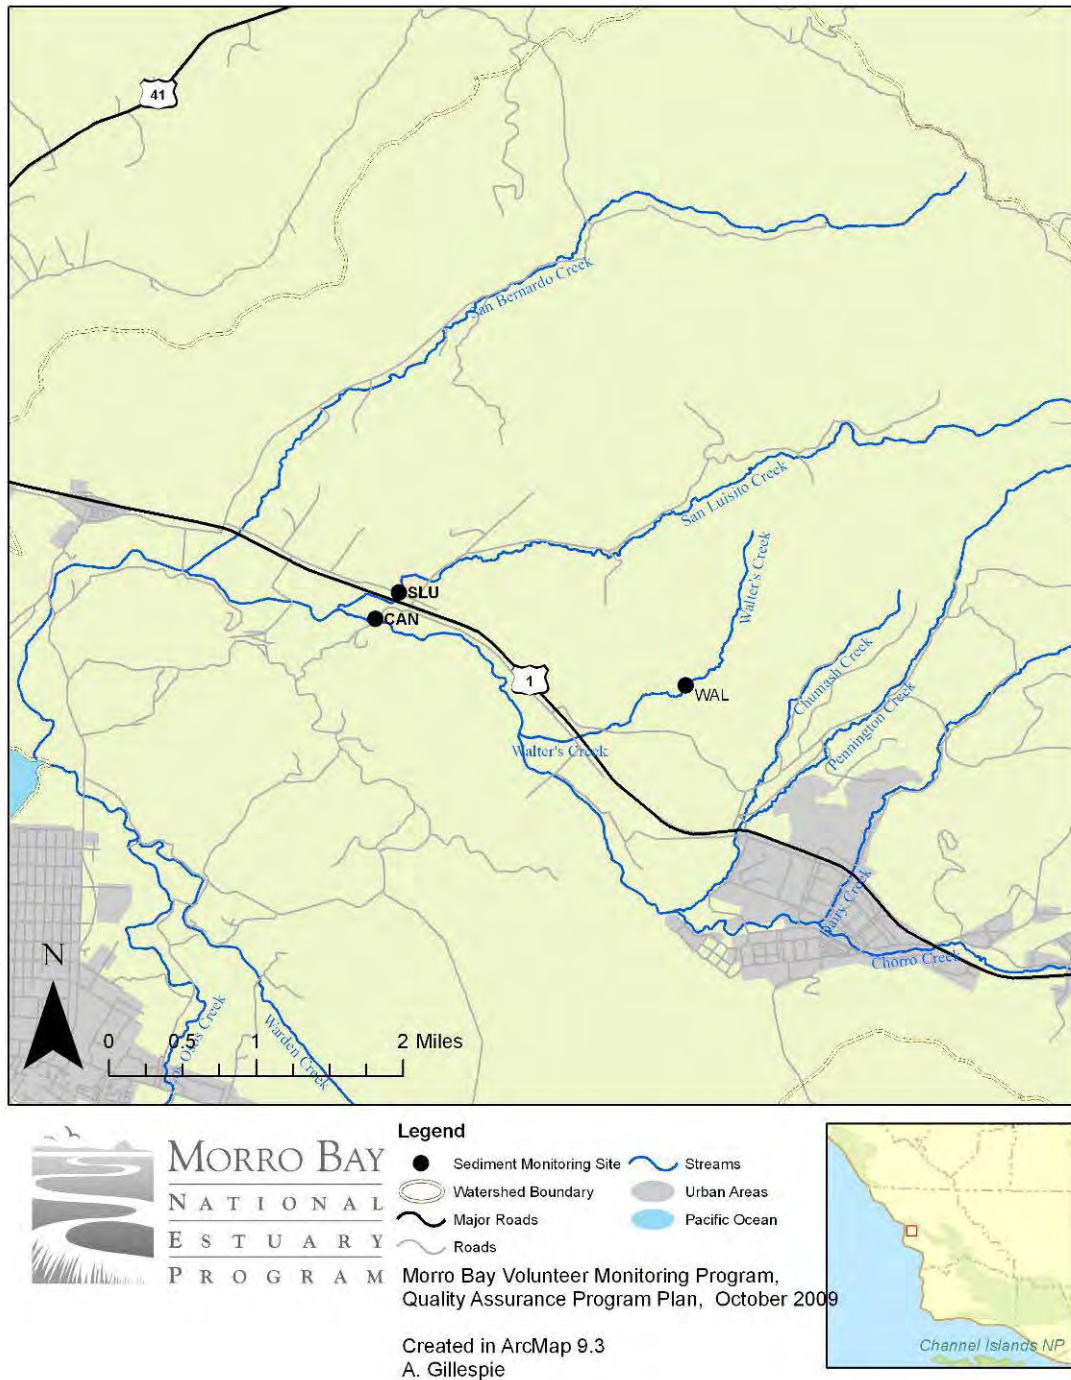 41
San Bernardo Creek
San Luisito Creek
Walter's Creek
SLU
CAN
1
WAL
Chumash Creek
Walter's Creek
Pennington Creek
Dairy Creek
Chorro Creek
N
0 0.5 1 2 Miles
Osos Creek
Warden Creek
MORRO BAY
NATIONAL
ESTUARY
PROGRAM
Legend
Sediment Monitoring Site
Streams
Watershed Boundary
Urban Areas
Major Roads
Pacific Ocean
Roads
Morro Bay Volunteer Monitoring Program,
Quality Assurance Program Plan, October 2009
Created in ArcMap 9.3
A. Gillespie
Channel Islands NP